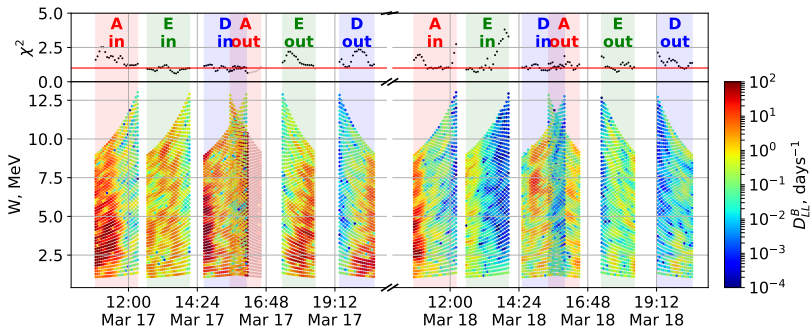 A E D A E D A E D A E D
in in in out out out in in in out out out
χ²
5.0
2.5
0.0
W, MeV
12.5
10.0
7.5
5.0
2.5
12:00 14:24 16:48 19:12 12:00 14:24 16:48 19:12
Mar 17 Mar 17 Mar 17 Mar 17 Mar 18 Mar 18 Mar 18 Mar 18
10²
10¹
10⁰
10⁻¹
10⁻²
10⁻³
10⁻⁴
D_LL^B, days⁻¹